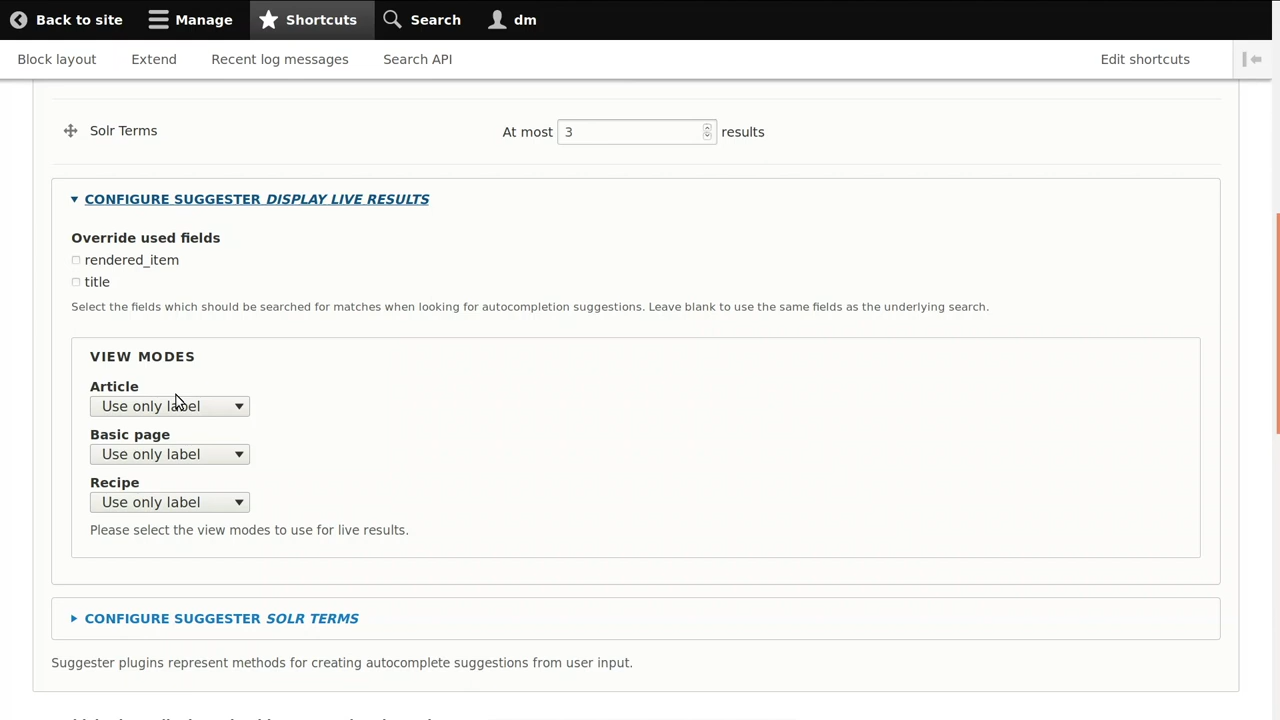 Back to site Manage Shortcuts Search dm
Block layout Extend Recent log messages Search API Edit shortcuts
Solr Terms At most 3 results
CONFIGURE SUGGESTER DISPLAY LIVE RESULTS
Override used fields
rendered_item
title
Select the fields which should be searched for matches when looking for autocompletion suggestions. Leave blank to use the same fields as the underlying search.
VIEW MODES
Article
Use only label
Basic page
Use only label
Recipe
Use only label
Please select the view modes to use for live results.
CONFIGURE SUGGESTER SOLR TERMS
Suggester plugins represent methods for creating autocomplete suggestions from user input.